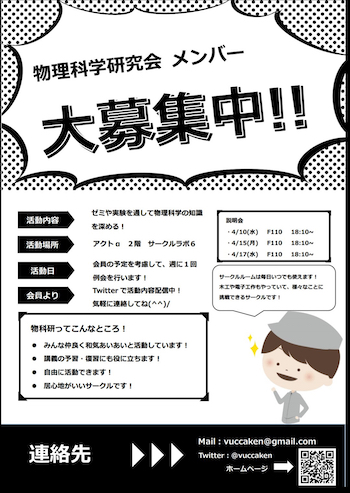 物理科学研究会 メンバー
大募集中!!
活動内容
ゼミや実験を通して物理科学の知識
を深める！
活動場所
アクトα ２階 サークルラボ６
活動日
会員の予定を考慮して、週に１回
例会を行います！
会員より
Twitterで活動内容配信中！
気軽に連絡してね(^^)/
説明会
・4/10(水) F110 18:10~
・4/15(月) F110 18:10~
・4/17(水) F110 18:10~
サークルルームは毎日いつでも使えます！
木工や電子工作もやっていて、様々なことに
挑戦できるサークルです！
物科研ってこんなところ！
● みんな仲良く和気あいあいと活動しています！
● 講義の予習・復習にも役に立ちます！
● 自由に活動できます！
● 居心地がいいサークルです！
連絡先
Mail：vuccaken@gmail.com
Twitter：@vuccaken
ホームページ